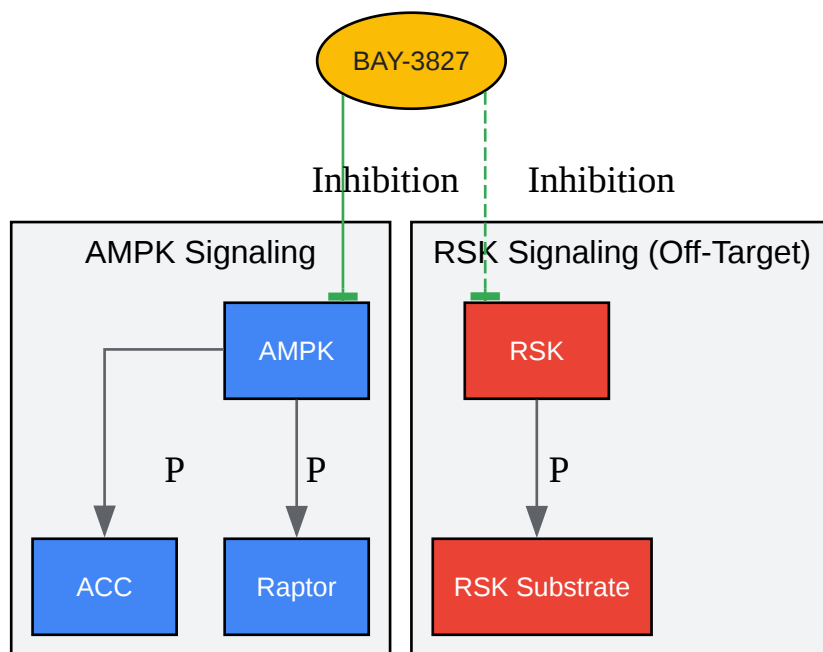 BAY-3827
Inhibition
Inhibition
AMPK Signaling
RSK Signaling (Off-Target)
AMPK
RSK
P
P
P
ACC
Raptor
RSK Substrate